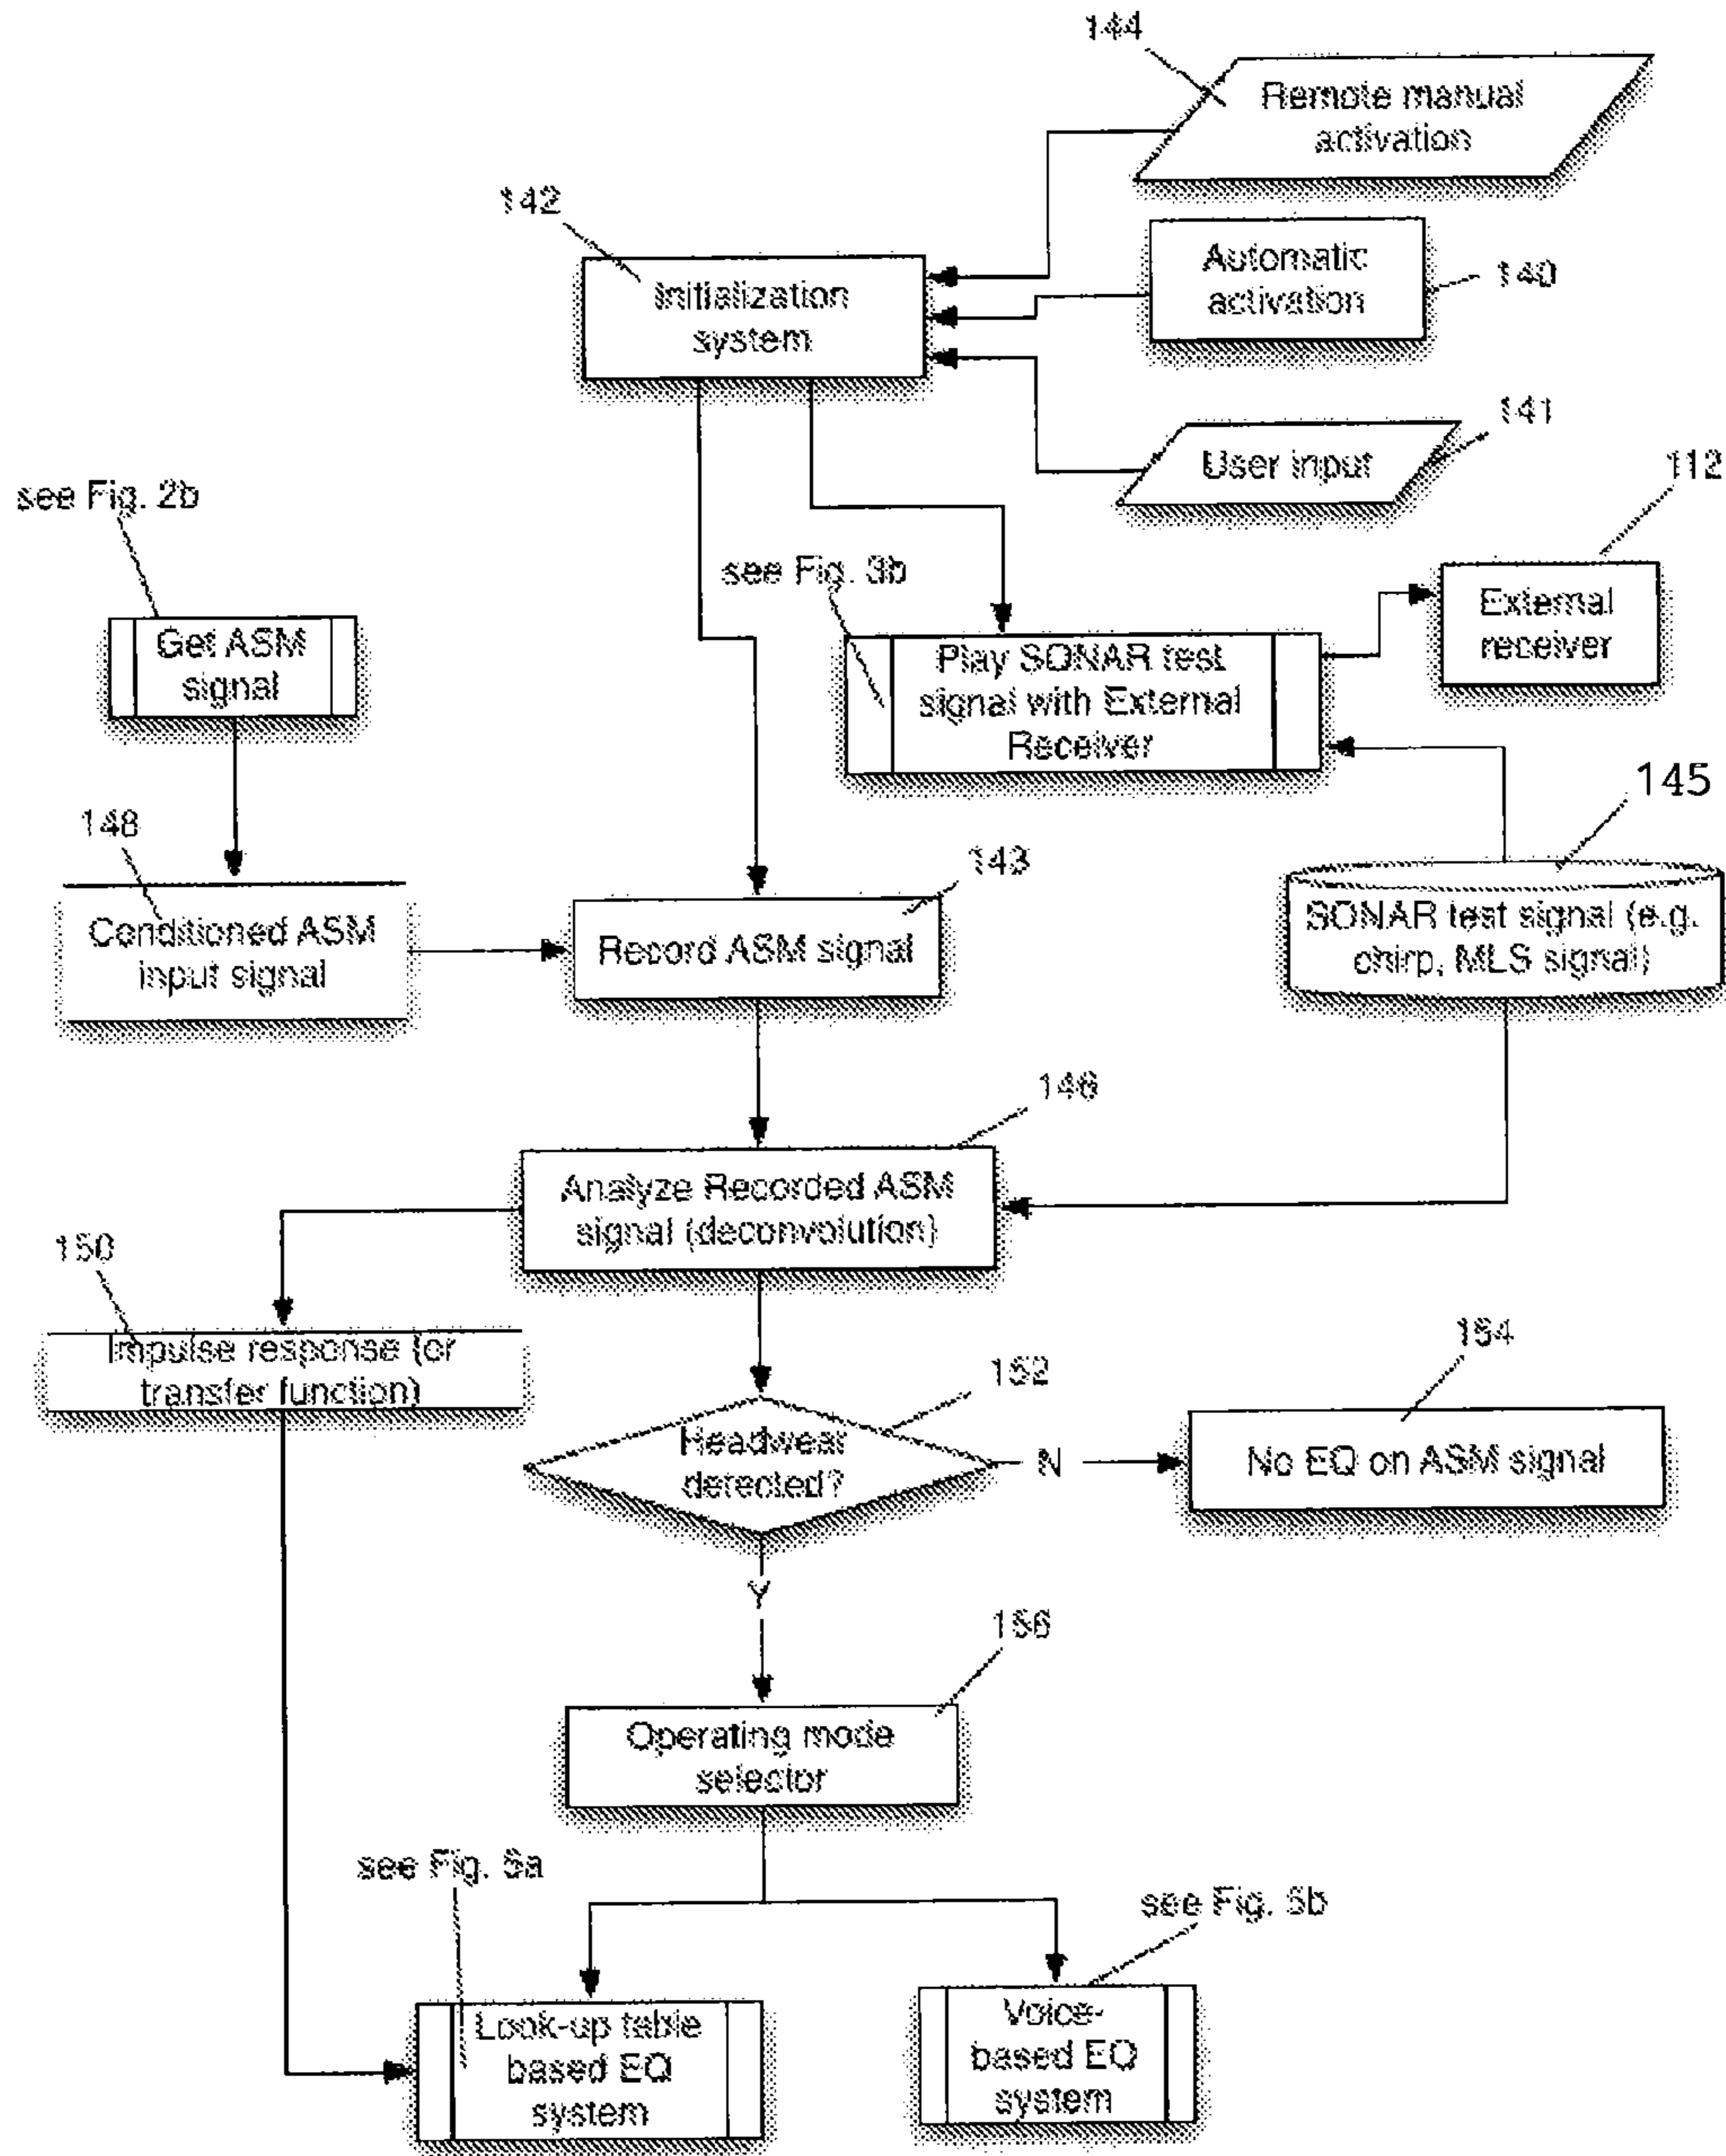 144
Remote manual
activation
142
Initialization
system
Automatic
activation
140
141
User input
112
see Fig. 2b
see Fig. 3b
External
receiver
Get ASM
signal
Play SONAR test
signal with External
Receiver
145
148
143
Conditioned ASM
input signal
Record ASM signal
SONAR test signal (e.g.
chirp, MLS signal)
146
Analyze Recorded ASM
signal (deconvolution)
150
Impulse response (or
transfer function)
152
154
Headwear
detected?
N
No EQ on ASM signal
Y
156
Operating mode
selector
see Fig. 5a
see Fig. 5b
Look-up table
based EQ
system
Voice-
based EQ
system